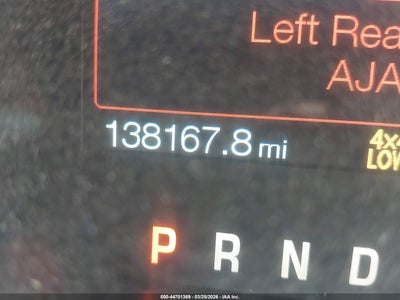 Left Rea
AJA
138167.8 mi
4x4
LOW
P R N D
000-44701369 - 03/25/2026 - IAA Inc.